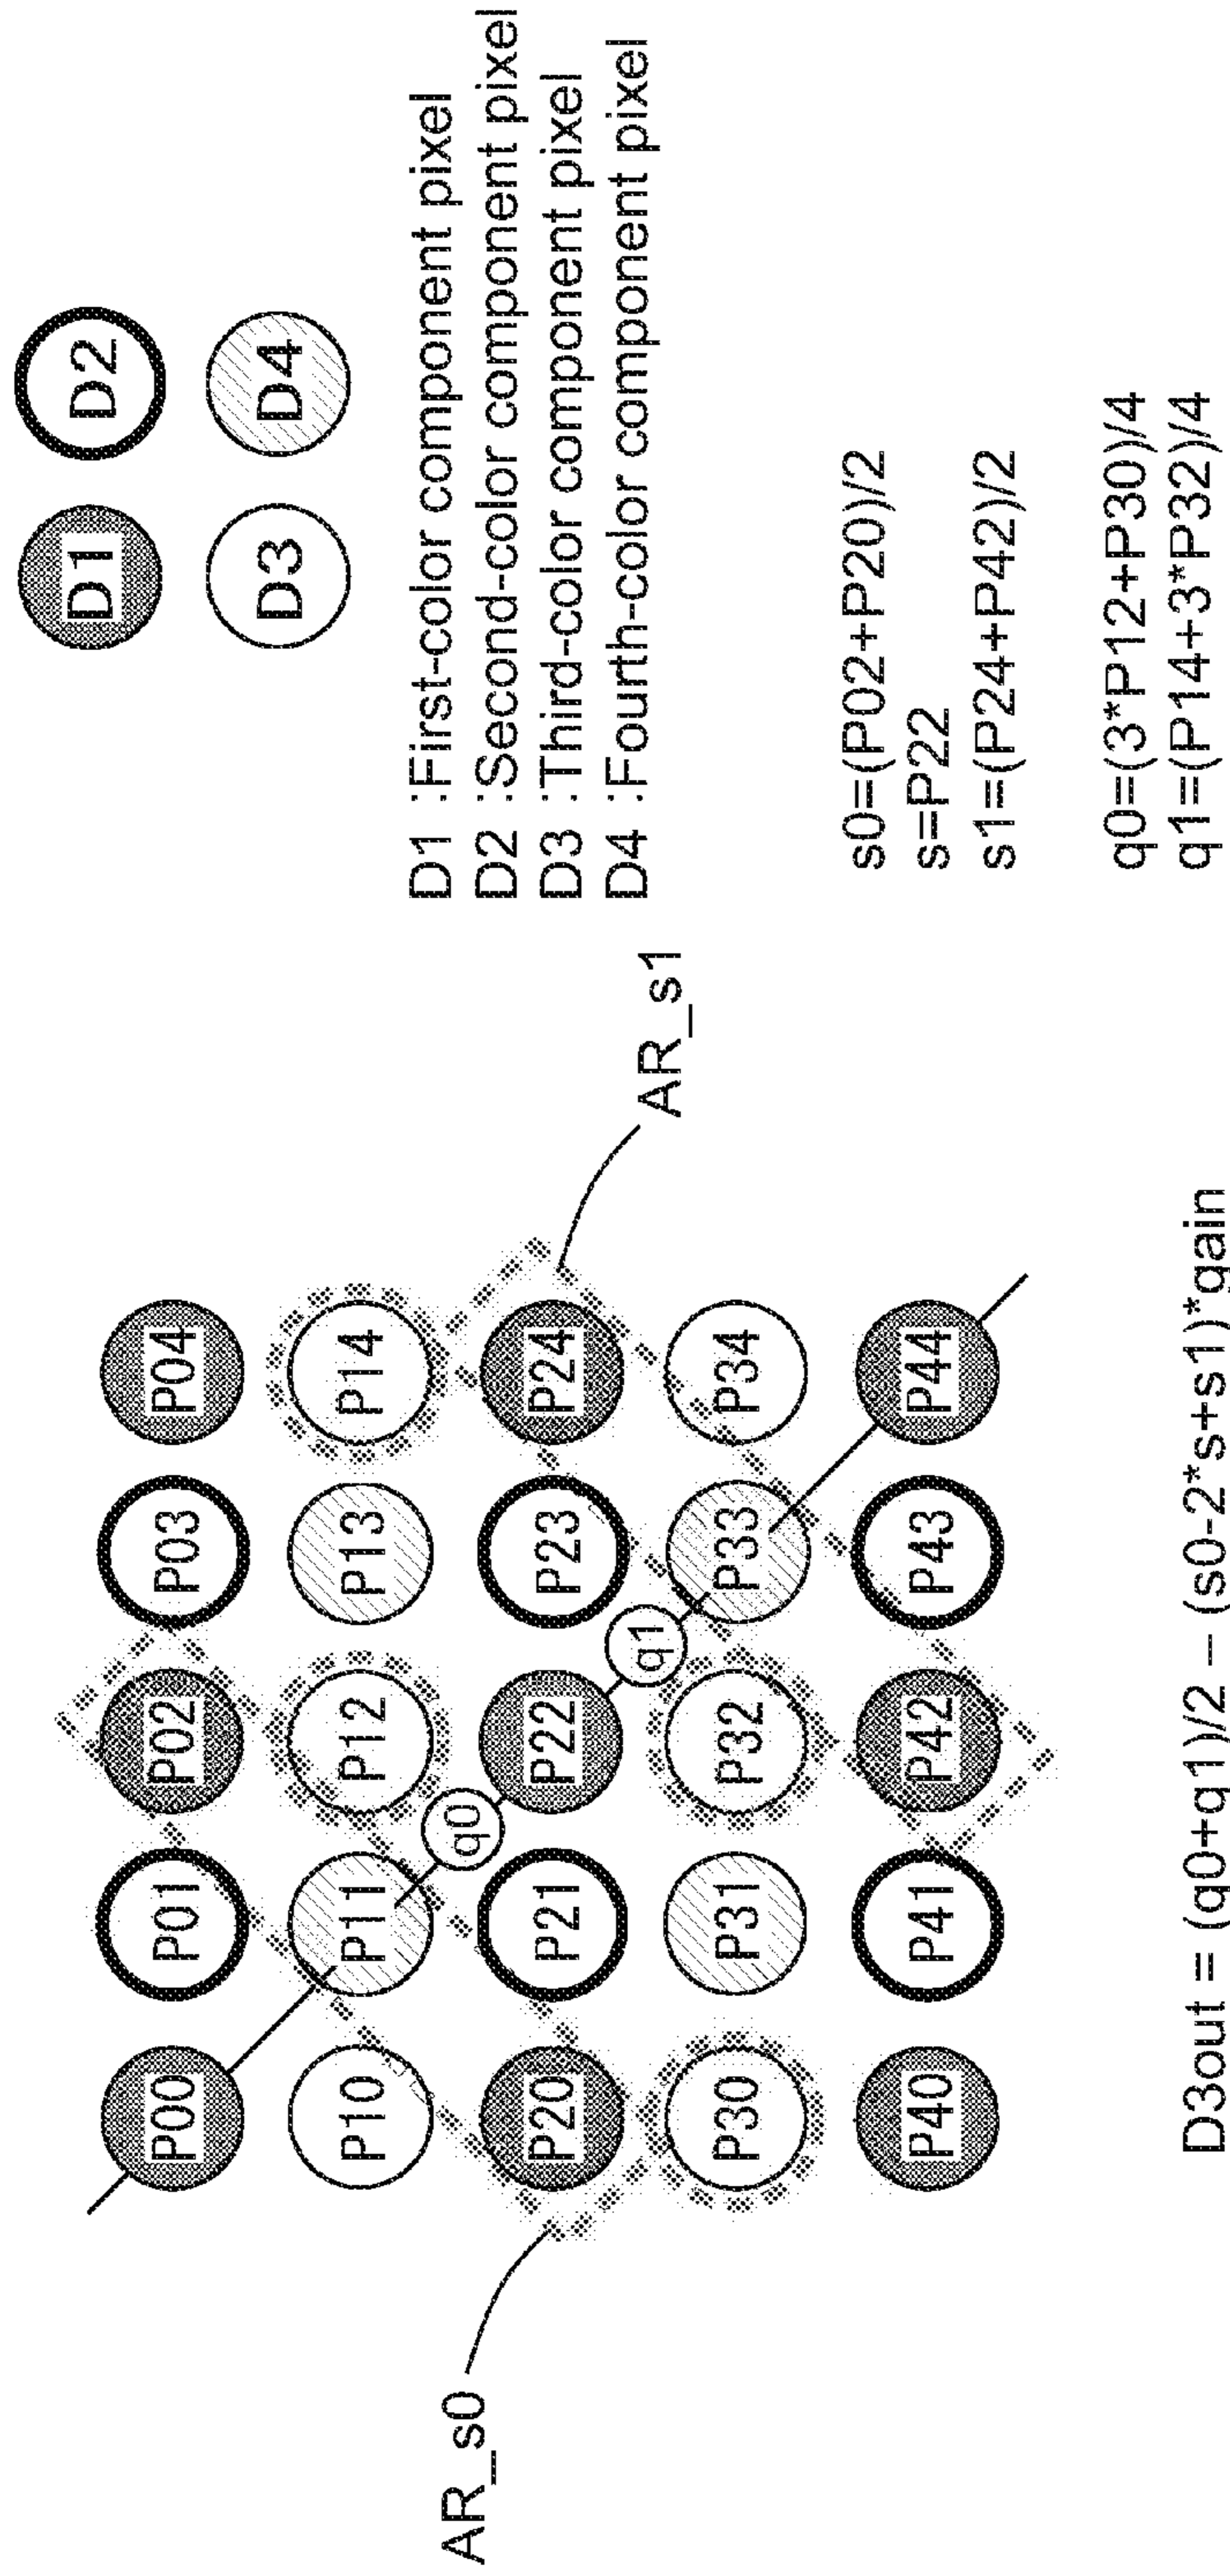 P00 P01 P02 P03 P04
P10 P11 P12 P13 P14
q0
P20 P21 P22 P23 P24
q1
P30 P31 P32 P33 P34
P40 P41 P42 P43 P44
AR_s0
AR_s1
D3out = (q0+q1)/2 – (s0-2*s+s1)*qain
D1 D2
D3 D4
D1 :First-color component pixel
D2 :Second-color component pixel
D3 :Third-color component pixel
D4 :Fourth-color component pixel
s0=(P02+P20)/2
s=P22
s1=(P24+P42)/2
q0=(3*P12+P30)/4
q1=(P14+3*P32)/4